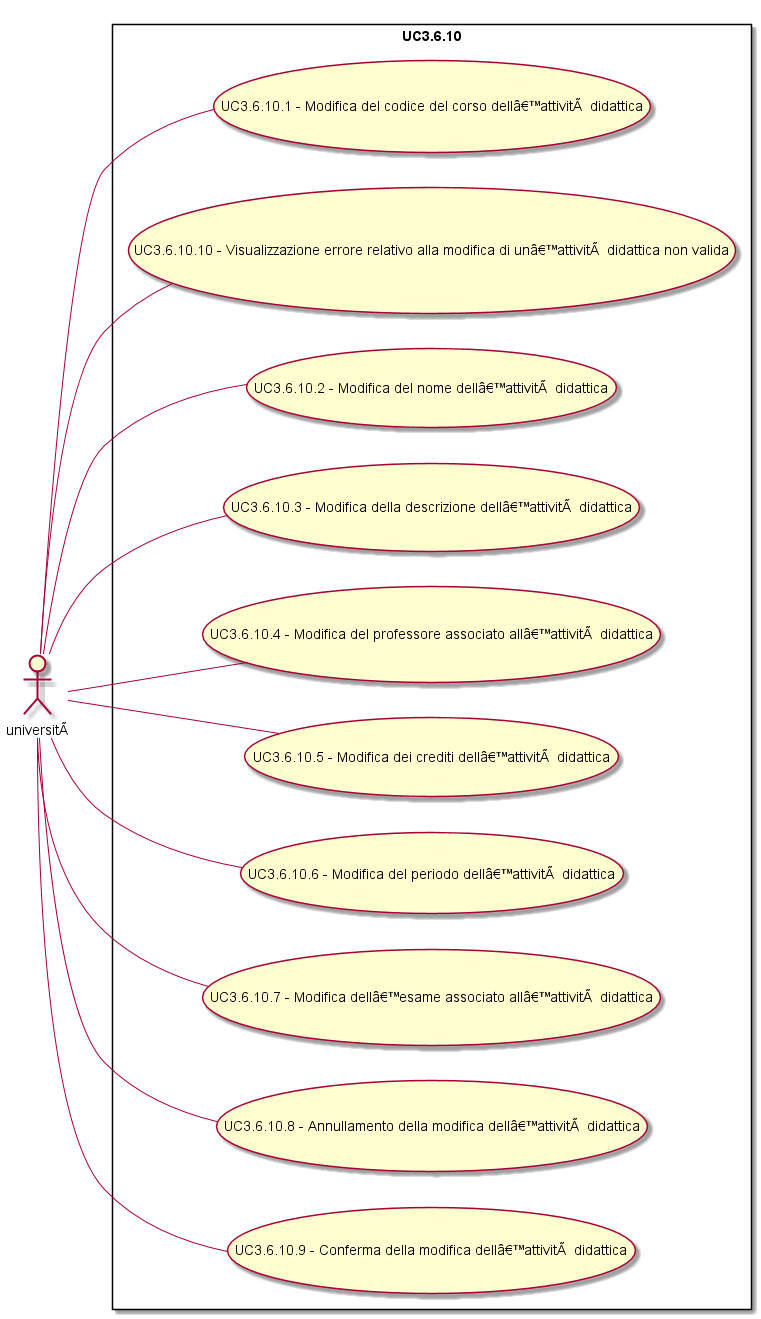 UC3.6.10
UC3.6.10.1 - Modifica del codice del corso dellâ€™attivitÃ  didattica
UC3.6.10.10 - Visualizzazione errore relativo alla modifica di unâ€™attivitÃ  didattica non valida
UC3.6.10.2 - Modifica del nome dellâ€™attivitÃ  didattica
UC3.6.10.3 - Modifica della descrizione dellâ€™attivitÃ  didattica
UC3.6.10.4 - Modifica del professore associato allâ€™attivitÃ  didattica
universitÃ
UC3.6.10.5 - Modifica dei crediti dellâ€™attivitÃ  didattica
UC3.6.10.6 - Modifica del periodo dellâ€™attivitÃ  didattica
UC3.6.10.7 - Modifica dellâ€™esame associato allâ€™attivitÃ  didattica
UC3.6.10.8 - Annullamento della modifica dellâ€™attivitÃ  didattica
UC3.6.10.9 - Conferma della modifica dellâ€™attivitÃ  didattica